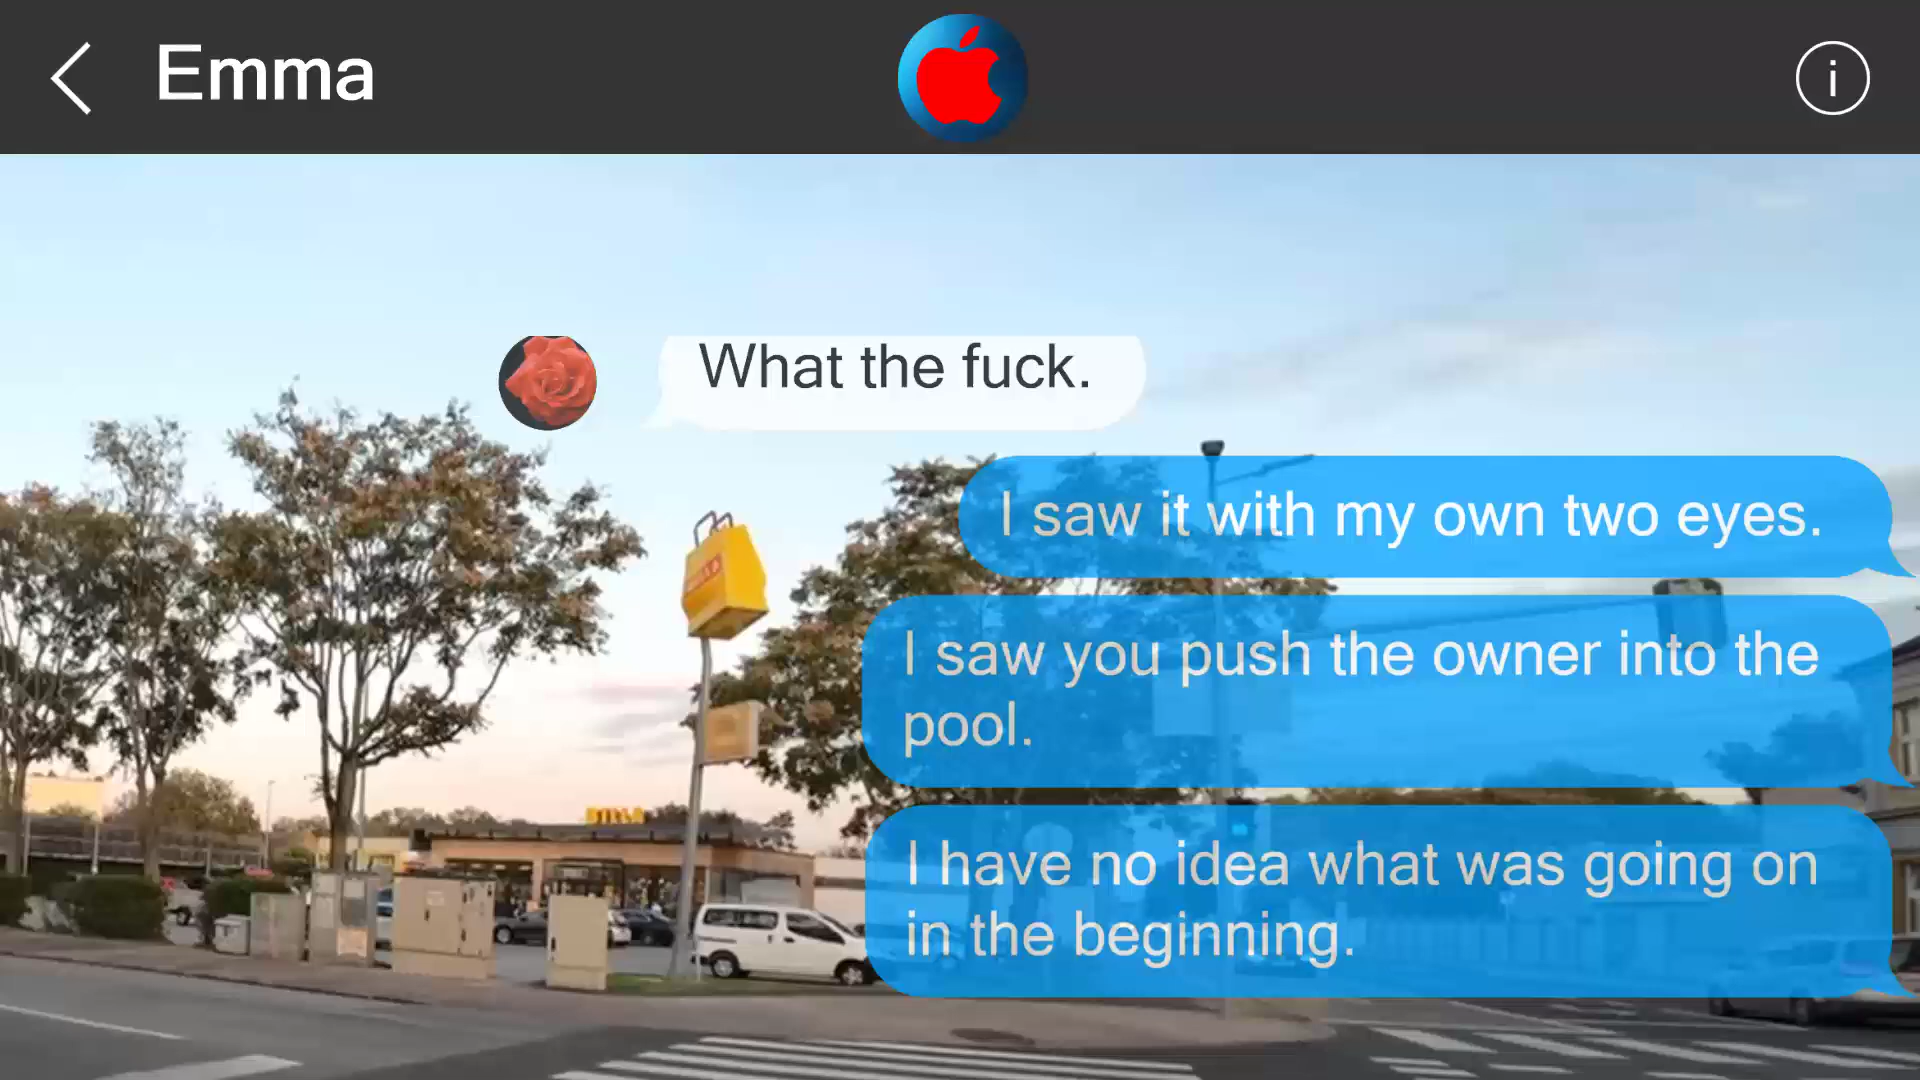 Emma
i
What the fuck.
I saw it with my own two eyes.
I saw you push the owner into the
pool.
I have no idea what was going on
in the beginning.